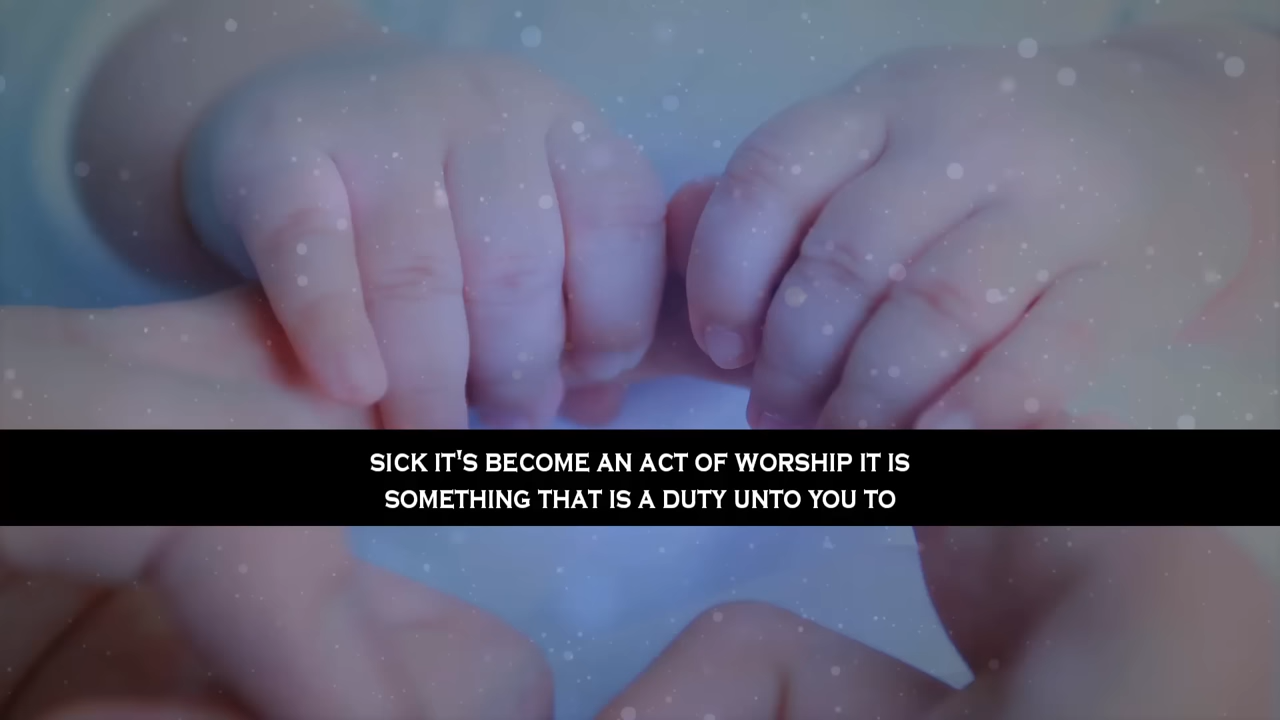 SICK IT'S BECOME AN ACT OF WORSHIP IT IS
SOMETHING THAT IS A DUTY UNTO YOU TO